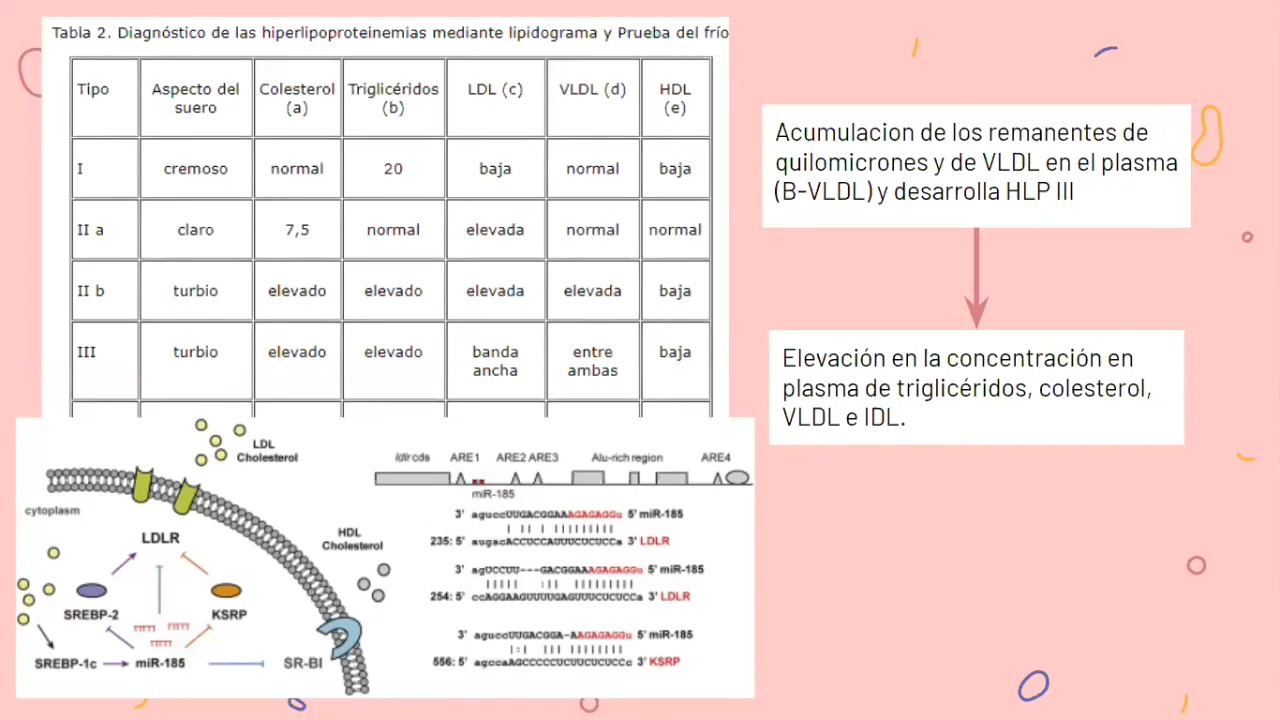 Tabla 2. Diagnóstico de las hiperlipoproteinemias mediante lipidograma y Prueba del frío
Tipo Aspecto del suero Colesterol (a) Triglicéridos (b) LDL (c) VLDL (d) HDL (e)
I cremoso normal 20 baja normal baja
II a claro 7,5 normal elevada normal normal
II b turbio elevado elevado elevada elevada baja
III turbio elevado elevado banda ancha entre ambas baja
Acumulacion de los remanentes de
quilomicrones y de VLDL en el plasma
(B-VLDL) y desarrolla HLP III
Elevación en la concentración en
plasma de triglicéridos, colesterol,
VLDL e IDL.
LDL
Cholesterol
cytoplasm
LDLR
HDL
Cholesterol
SREBP-2
KSRP
SREBP-1c
miR-185
SR-BI
ldlr cds ARE1 ARE2 ARE3 Alu-rich region ARE4
miR-185
3' aguccUUGACGGAAAGAGAGGu 5' miR-185
235: 5' augacACCUCCAUUUCUCUCCa 3' LDLR
3' agUCCUU---GACGGAAAGAGAGGu 5' miR-185
254: 5' ccAGGAAGUUUUGAGUUUCUCUCCa 3' LDLR
3' aguccUUGACGGA-AAGAGAGGu 5' miR-185
556: 5' agccaAGCCCCCUCUUCUCUCCc 3' KSRP